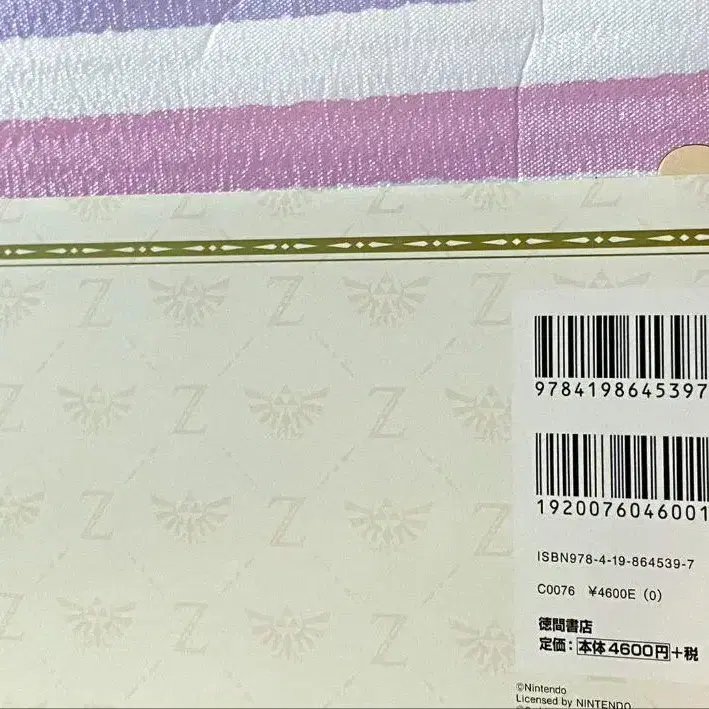 9784198645397
1920076046001
ISBN978-4-19-864539-7
C0076 ¥4600E (0)
徳間書店
定価：本体4600円＋税
©Nintendo
Licensed by NINTENDO